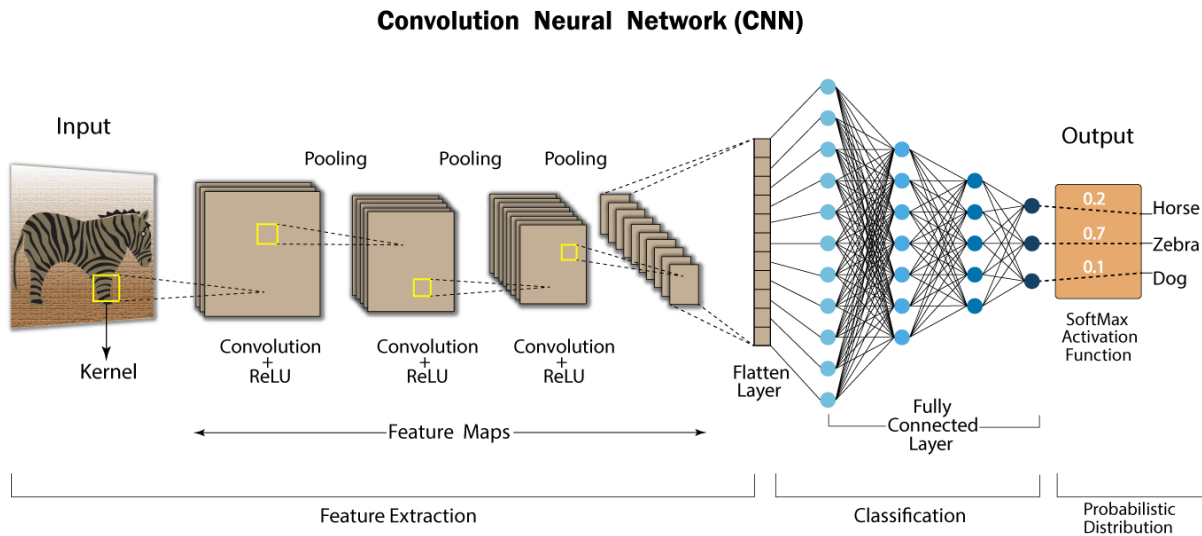 Convolution Neural Network (CNN)
Input
Pooling
Pooling
Pooling
Output
0.2
Horse
0.7
Zebra
0.1
Dog
Kernel
Convolution
+
ReLU
Convolution
+
ReLU
Convolution
+
ReLU
Flatten
Layer
SoftMax
Activation
Function
Feature Maps
Fully
Connected
Layer
Feature Extraction
Classification
Probabilistic
Distribution